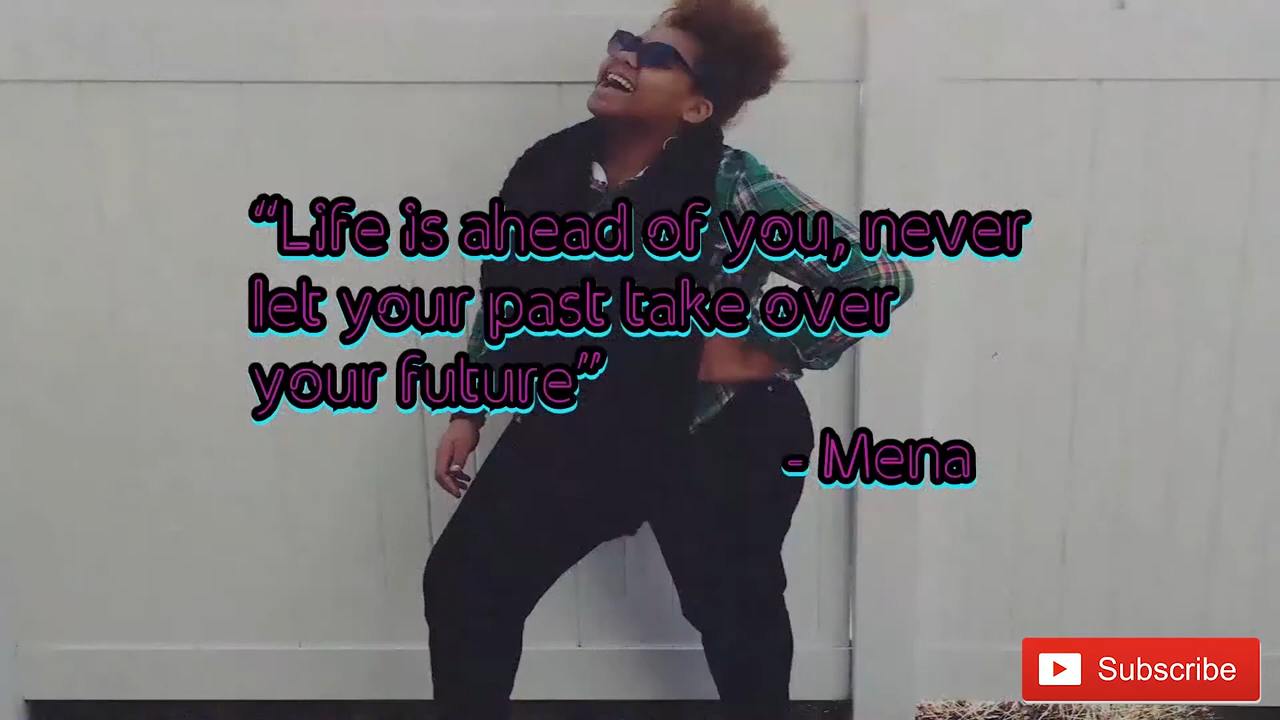 “Life is ahead of you, never
let your past take over
your future”
- Mena
Subscribe